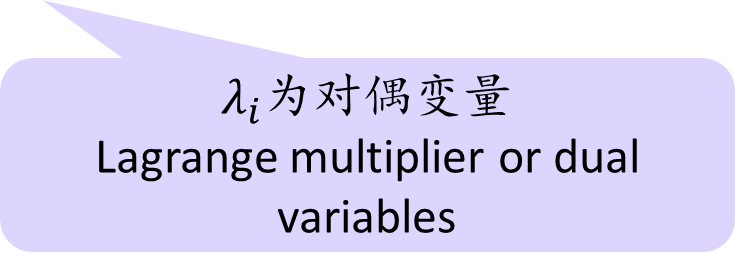 λᵢ为对偶变量
Lagrange multiplier or dual
variables